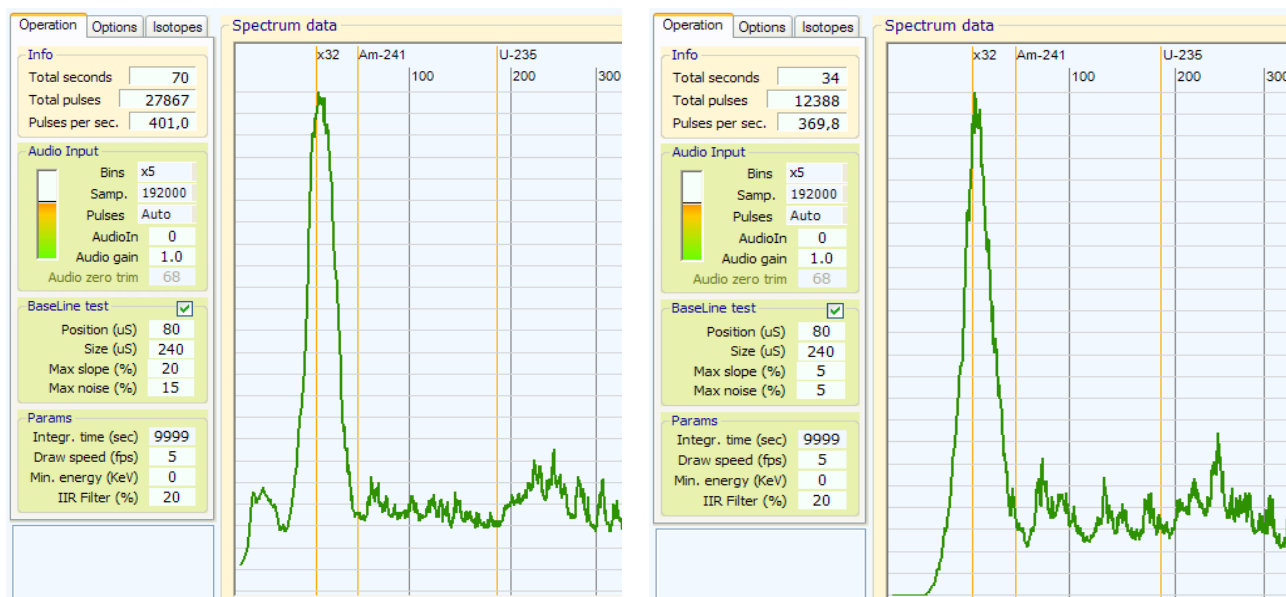 Operation Options Isotopes
Info
Total seconds 70
Total pulses 27867
Pulses per sec. 401,0
Audio Input
Bins x5
Samp. 192000
Pulses Auto
AudioIn 0
Audio gain 1.0
Audio zero trim 68
BaseLine test
Position (uS) 80
Size (uS) 240
Max slope (%) 20
Max noise (%) 15
Params
Integr. time (sec) 9999
Draw speed (fps) 5
Min. energy (KeV) 0
IIR Filter (%) 20
Spectrum data
x32 Am-241 U-235
100 200 300
Operation Options Isotopes
Info
Total seconds 34
Total pulses 12388
Pulses per sec. 369,8
Audio Input
Bins x5
Samp. 192000
Pulses Auto
AudioIn 0
Audio gain 1.0
Audio zero trim 68
BaseLine test
Position (uS) 80
Size (uS) 240
Max slope (%) 5
Max noise (%) 5
Params
Integr. time (sec) 9999
Draw speed (fps) 5
Min. energy (KeV) 0
IIR Filter (%) 20
Spectrum data
x32 Am-241 U-235
100 200 300